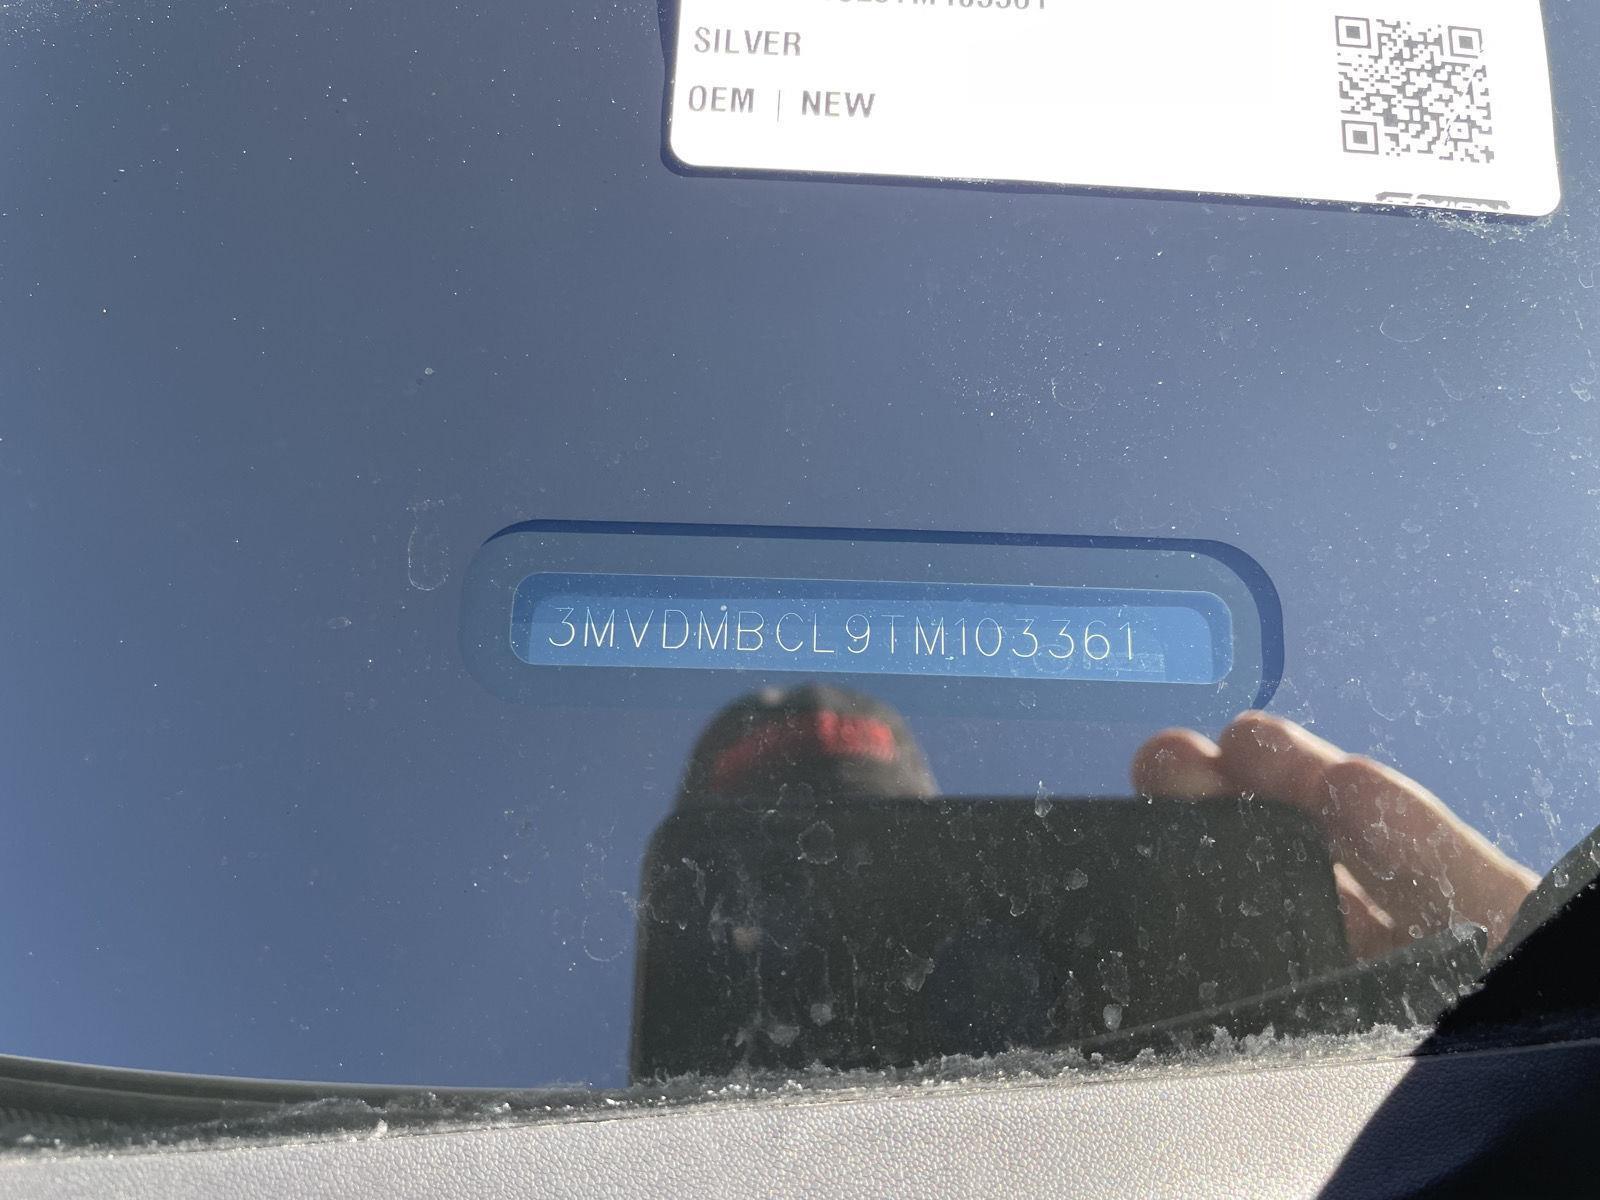 SILVER
OEM | NEW
3MVDMBCL9TM103361